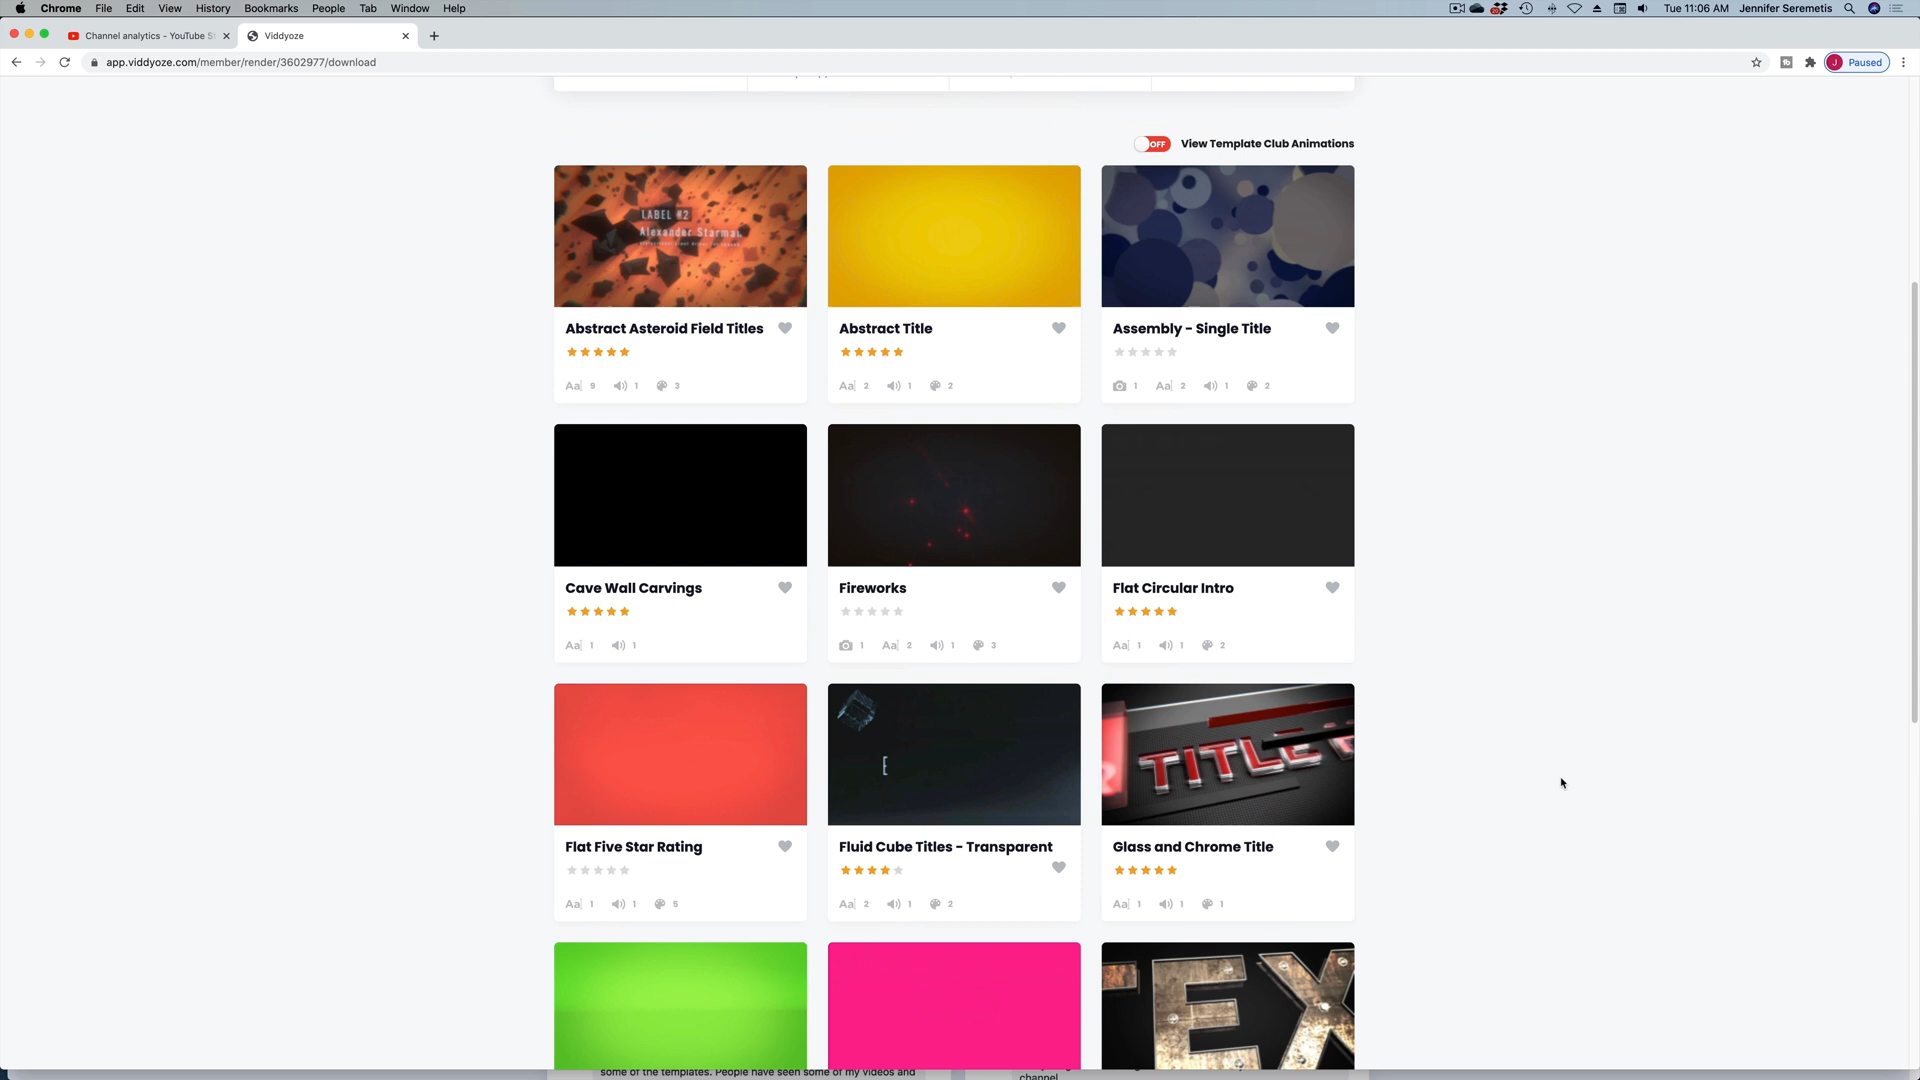 Chrome File Edit View History Bookmarks People Tab Window Help
Tue 11:06 AM Jennifer Seremetis
Channel analytics - YouTube S
Viddyoze
app.viddyoze.com/member/render/3602977/download
J Paused
OFF View Template Club Animations
LABEL #2
Alexander Starman
Abstract Asteroid Field Titles
Abstract Title
Assembly - Single Title
Aa 9 1 3
Aa 2 1 2
1 Aa 2 1 2
Cave Wall Carvings
Fireworks
Flat Circular Intro
Aa 1 1
1 Aa 2 1 3
Aa 1 1 2
[
TITLE
Flat Five Star Rating
Fluid Cube Titles - Transparent
Glass and Chrome Title
Aa 1 1 5
Aa 2 1 2
Aa 1 1 1
TEX
some of the templates. People have seen some of my videos and
channel